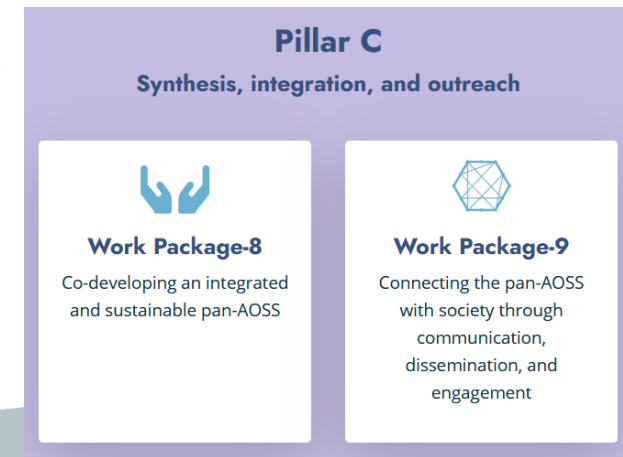 Pillar C
Synthesis, integration, and outreach
Work Package-8
Co-developing an integrated
and sustainable pan-AOSS
Work Package-9
Connecting the pan-AOSS
with society through
communication,
dissemination, and
engagement